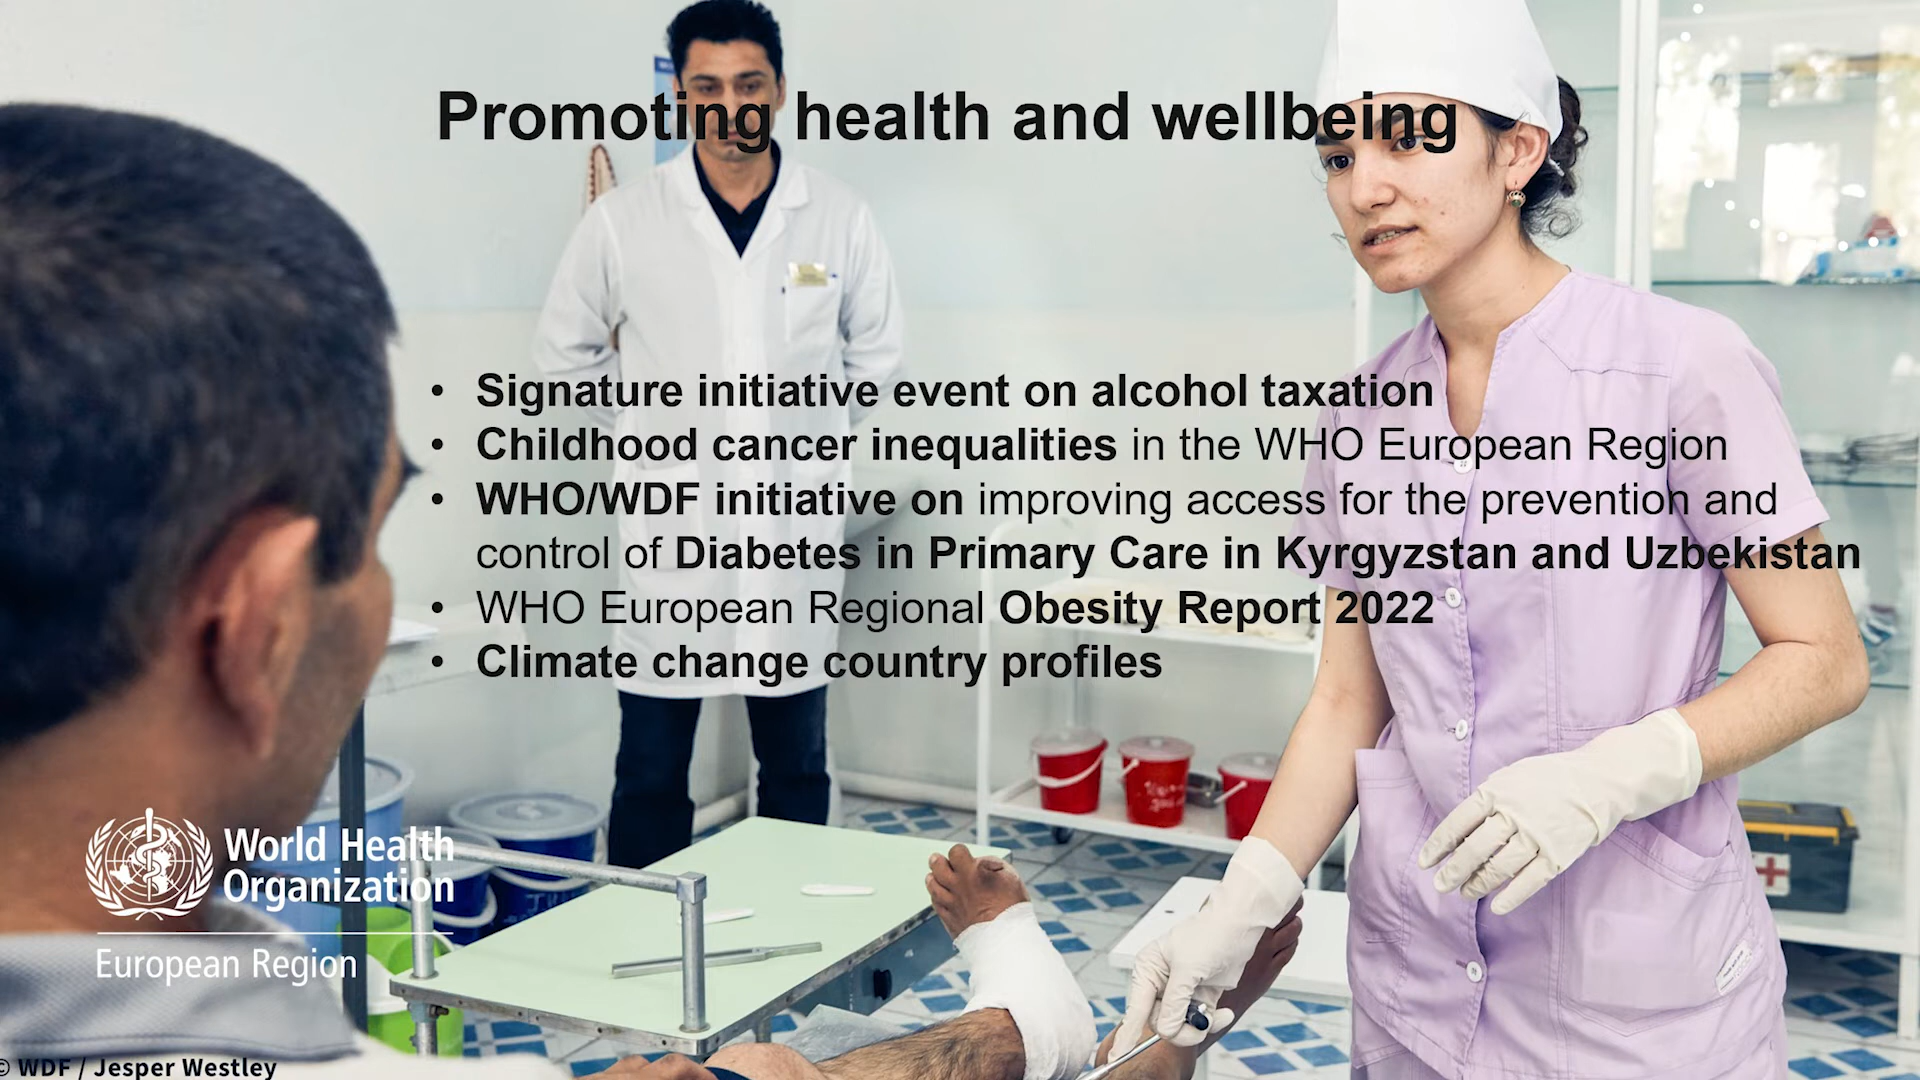 Promoting health and wellbeing
• Signature initiative event on alcohol taxation
• Childhood cancer inequalities in the WHO European Region
• WHO/WDF initiative on improving access for the prevention and
control of Diabetes in Primary Care in Kyrgyzstan and Uzbekistan
• WHO European Regional Obesity Report 2022
• Climate change country profiles
World Health
Organization
European Region
© WDF / Jesper Westley